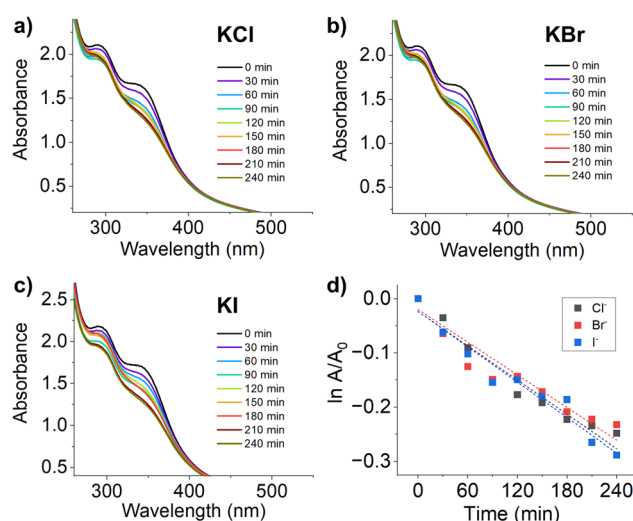 a)
KCl
Absorbance
2.0
1.5
1.0
0.5
300
400
500
Wavelength (nm)
0 min
30 min
60 min
90 min
120 min
150 min
180 min
210 min
240 min
b)
KBr
Absorbance
2.0
1.5
1.0
0.5
300
400
500
Wavelength (nm)
0 min
30 min
60 min
90 min
120 min
150 min
180 min
210 min
240 min
c)
KI
Absorbance
2.5
2.0
1.5
1.0
0.5
300
400
500
Wavelength (nm)
0 min
30 min
60 min
90 min
120 min
150 min
180 min
210 min
240 min
d)
ln A/A₀
0.0
−0.1
−0.2
−0.3
0
60
120
180
240
Time (min)
Cl⁻
Br⁻
I⁻